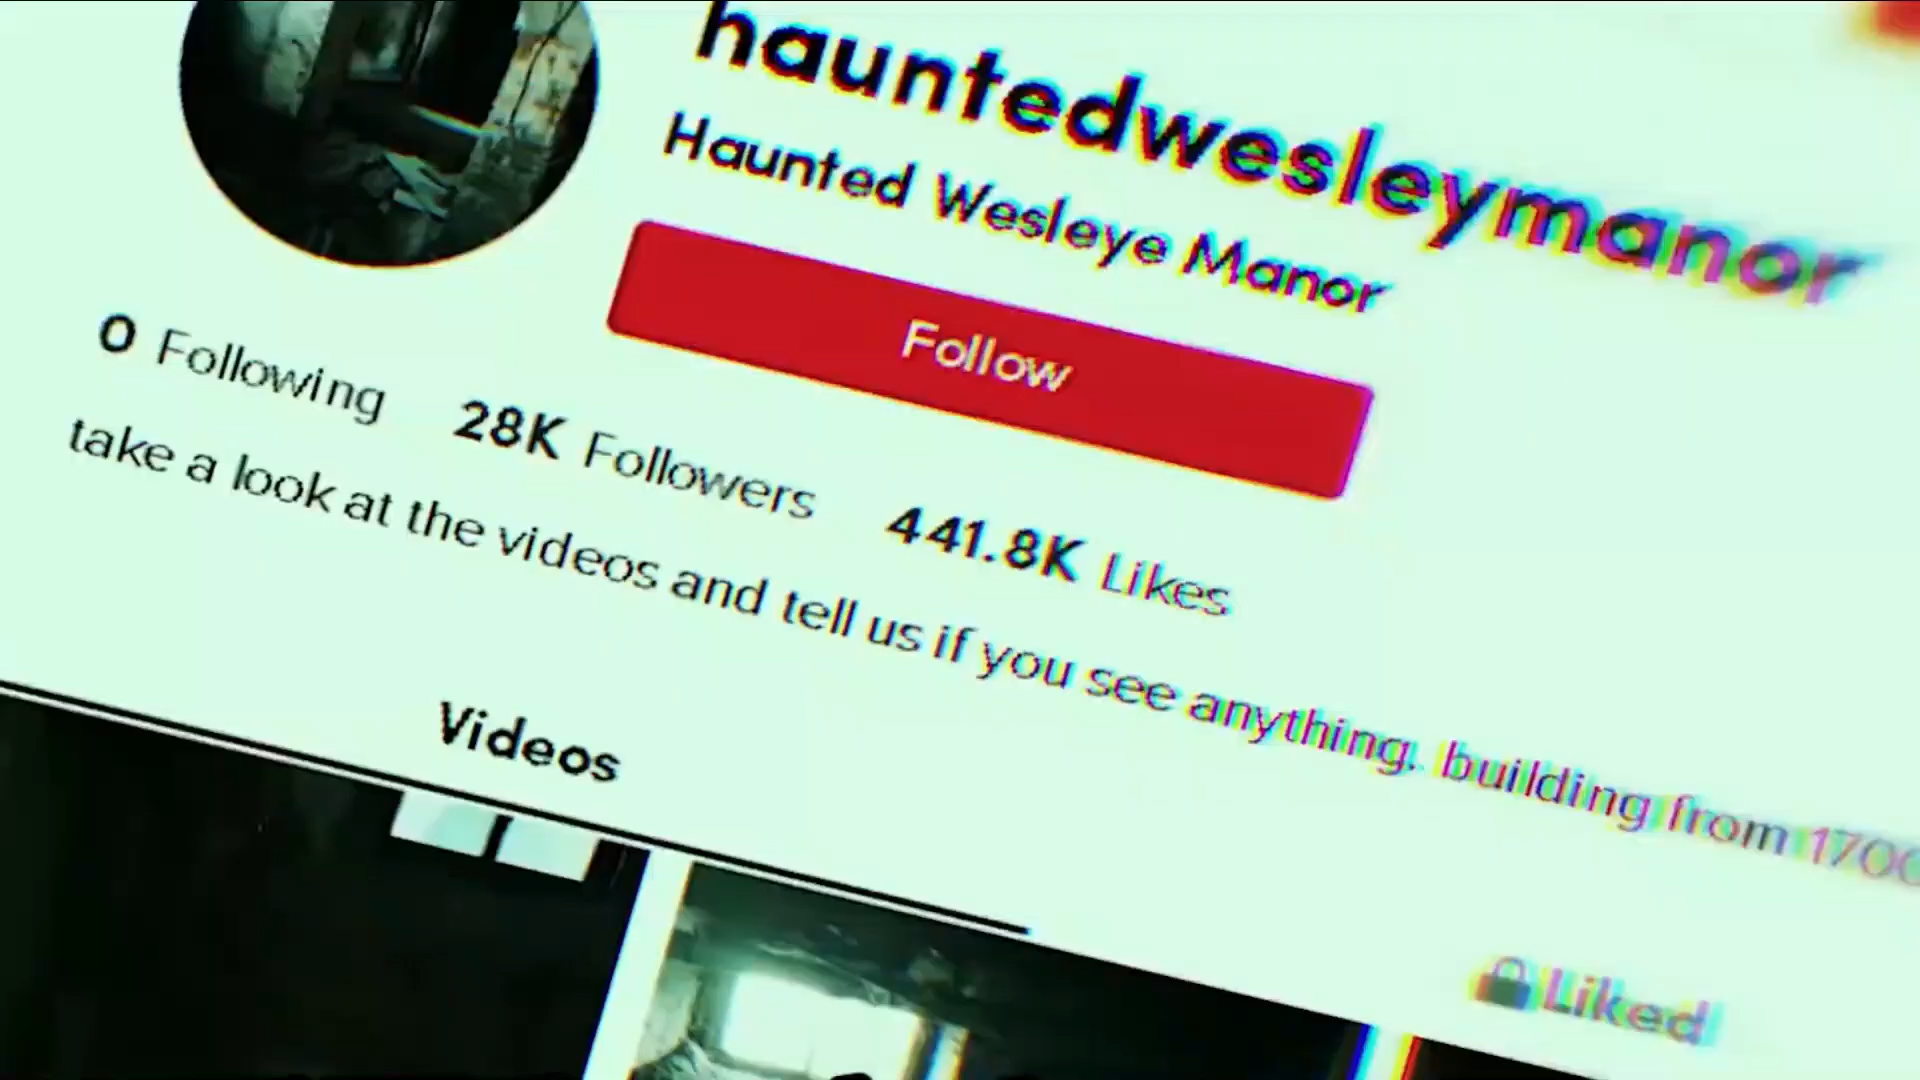 hauntedwesleymanor
Haunted Wesleye Manor
Follow
0 Following 28K Followers 441.8K Likes
take a look at the videos and tell us if you see anything. building from
Videos
Liked